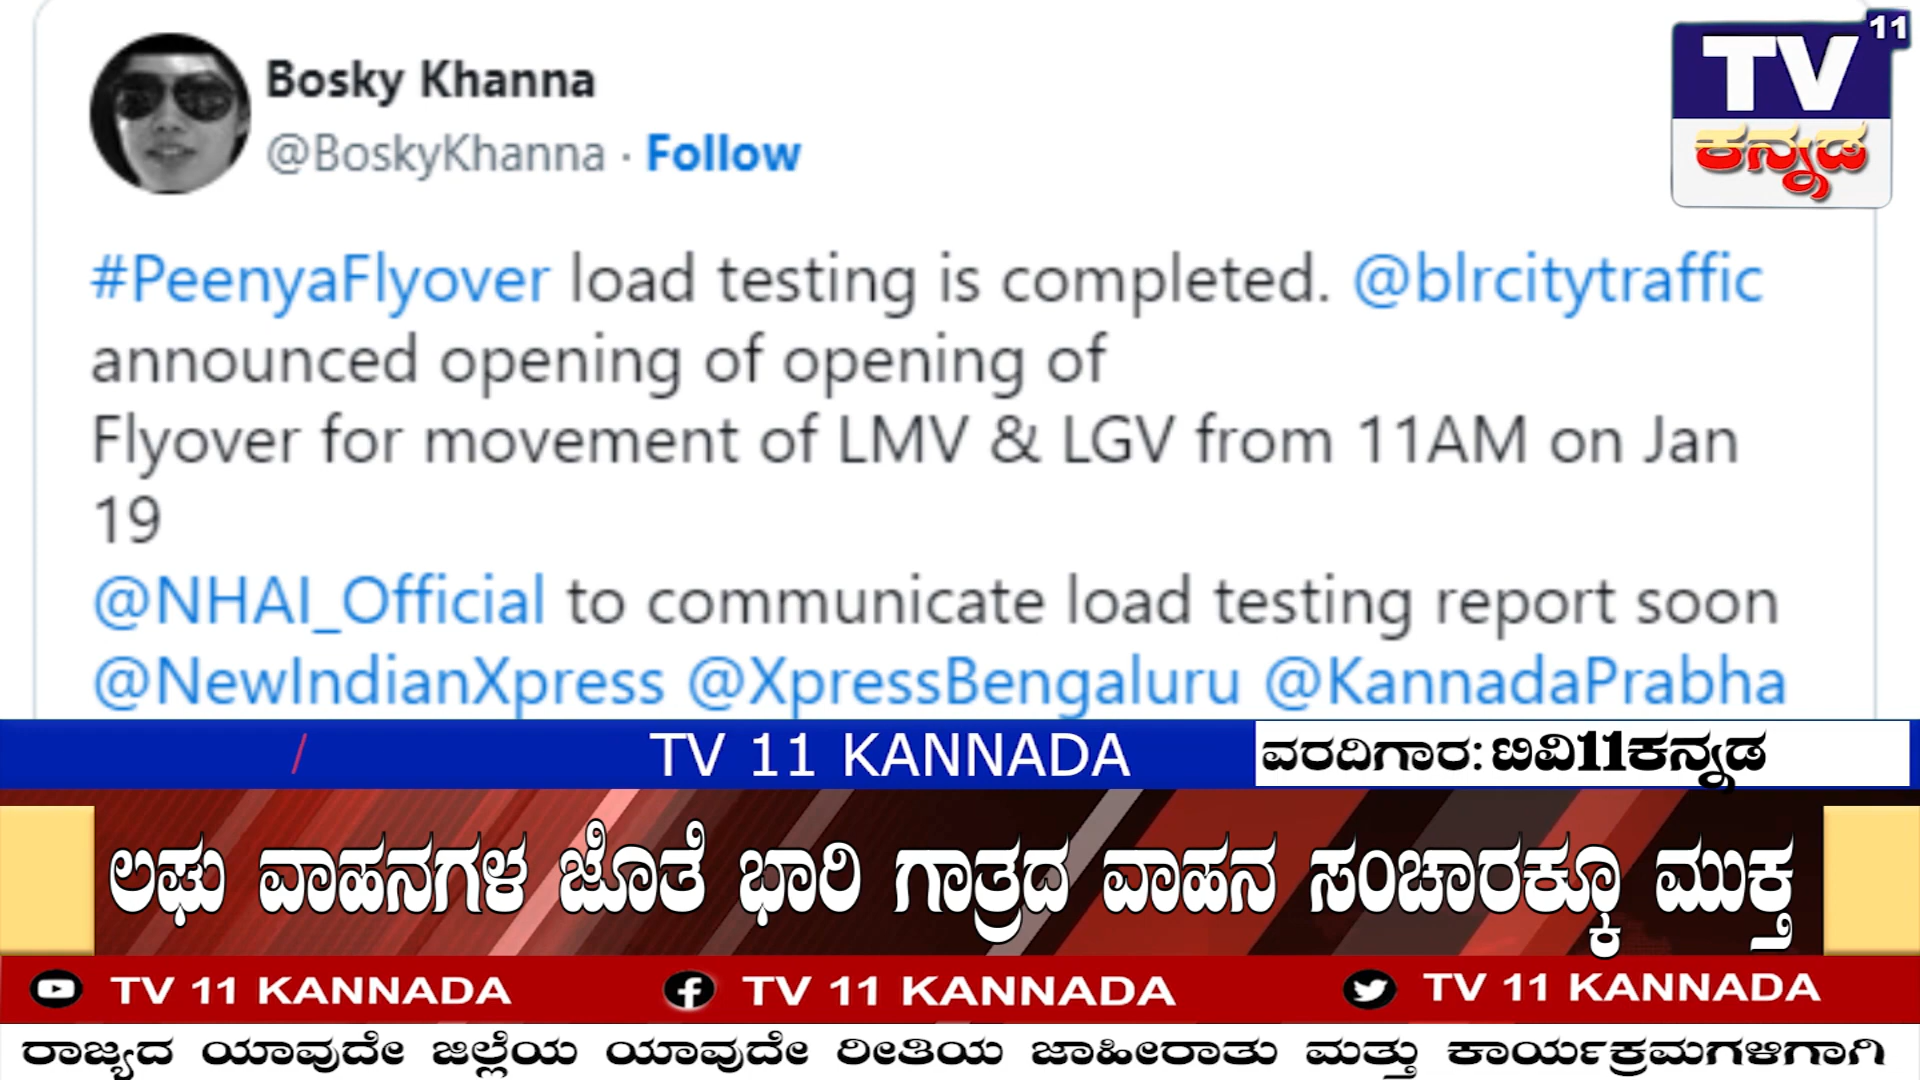 Bosky Khanna
@BoskyKhanna · Follow
TV 11
ಕನ್ನಡ
#PeenyaFlyover load testing is completed. @blrcitytraffic
announced opening of opening of
Flyover for movement of LMV & LGV from 11AM on Jan
19
@NHAI_Official to communicate load testing report soon
@NewIndianXpress @XpressBengaluru @KannadaPrabha
/ TV 11 KANNADA
ವರದಿಗಾರ: ಟಿವಿ11ಕನ್ನಡ
ಲಘು ವಾಹನಗಳ ಜೊತೆ ಭಾರಿ ಗಾತ್ರದ ವಾಹನ ಸಂಚಾರಕ್ಕೂ ಮುಕ್ತ
TV 11 KANNADA TV 11 KANNADA TV 11 KANNADA
ರಾಜ್ಯದ ಯಾವುದೇ ಜಿಲ್ಲೆಯ ಯಾವುದೇ ರೀತಿಯ ಜಾಹೀರಾತು ಮತ್ತು ಕಾರ್ಯಕ್ರಮಗಳಿಗಾಗಿ